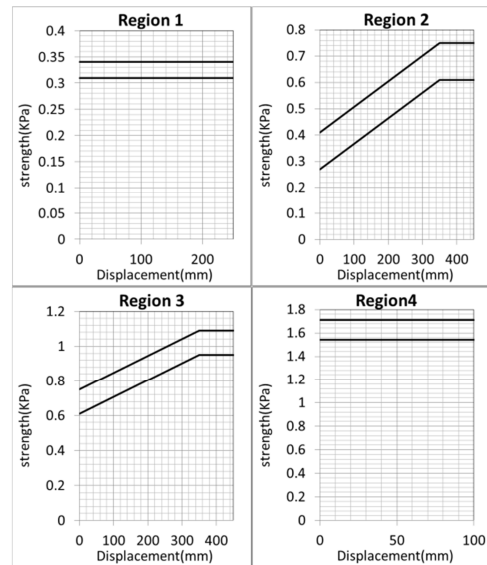 Region 1
0.4
0.35
0.3
0.25
0.2
0.15
0.1
0.05
0
strength(KPa)
0 100 200
Displacement(mm)
Region 2
0.8
0.7
0.6
0.5
0.4
0.3
0.2
0.1
0
strength(KPa)
0 100 200 300 400
Displacement(mm)
Region 3
1.2
1
0.8
0.6
0.4
0.2
0
strength(KPa)
0 100 200 300 400
Displacement(mm)
Region4
1.8
1.6
1.4
1.2
1
0.8
0.6
0.4
0.2
0
strength(KPa)
0 50 100
Displacement(mm)